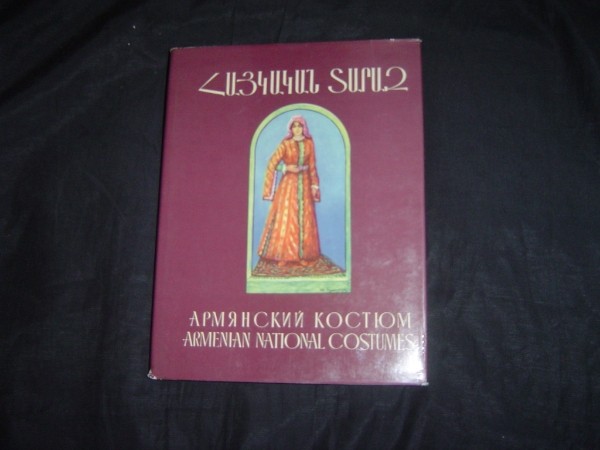 ՀԱՅԿԱԿԱՆ ՏԱՐԱԶ
АРМЯНСКИЙ КОСТЮМ
ARMENIAN NATIONAL COSTUMES